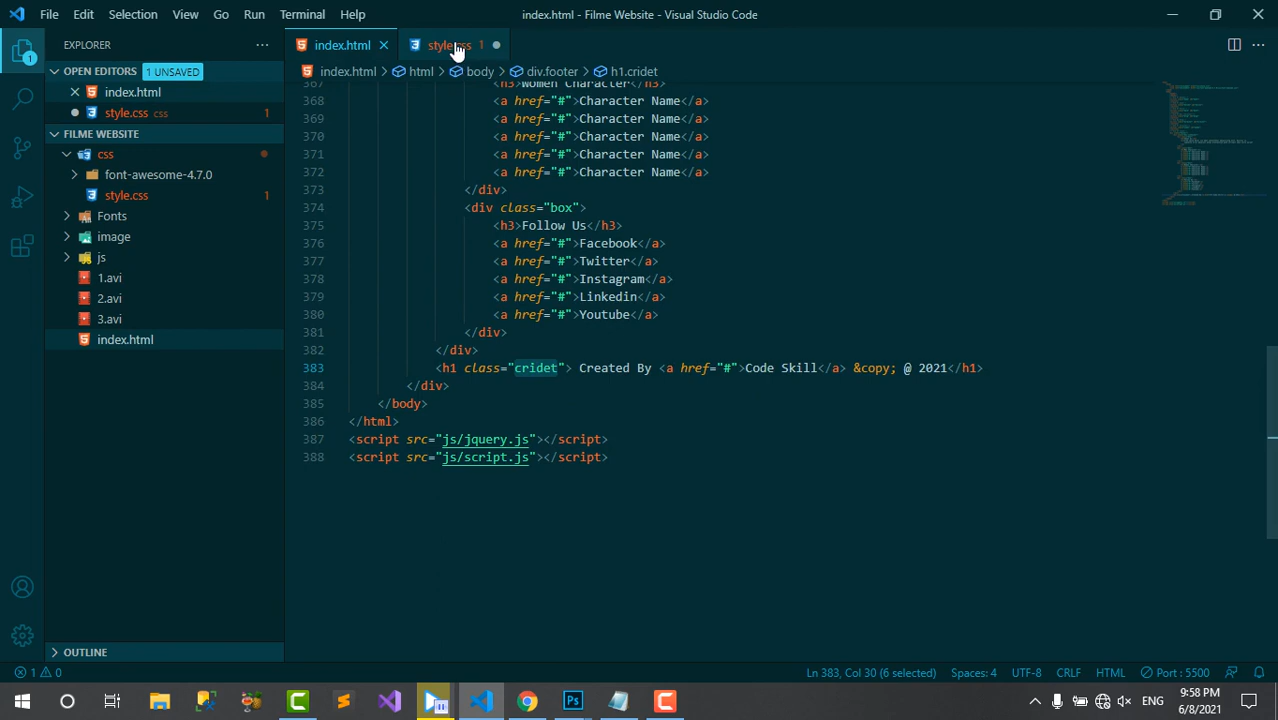 File Edit Selection View Go Run Terminal Help index.html - Filme Website - Visual Studio Code
1
EXPLORER
OPEN EDITORS 1 UNSAVED
index.html
style.css css 1
FILME WEBSITE
css
font-awesome-4.7.0
style.css 1
Fonts
image
js
1.avi
2.avi
3.avi
index.html
OUTLINE
index.html style.css 1
index.html > html > body > div.footer > h1.cridet
367 <h3>Women Character</h3>
368 <a href="#">Character Name</a>
369 <a href="#">Character Name</a>
370 <a href="#">Character Name</a>
371 <a href="#">Character Name</a>
372 <a href="#">Character Name</a>
373 </div>
374 <div class="box">
375 <h3>Follow Us</h3>
376 <a href="#">Facebook</a>
377 <a href="#">Twitter</a>
378 <a href="#">Instagram</a>
379 <a href="#">Linkedin</a>
380 <a href="#">Youtube</a>
381 </div>
382 </div>
383 <h1 class="cridet"> Created By <a href="#">Code Skill</a> &copy; @ 2021</h1>
384 </div>
385 </body>
386 </html>
387 <script src="js/jquery.js"></script>
388 <script src="js/script.js"></script>
1 0 Ln 383, Col 30 (6 selected) Spaces: 4 UTF-8 CRLF HTML Port : 5500
ENG 9:58 PM
6/8/2021